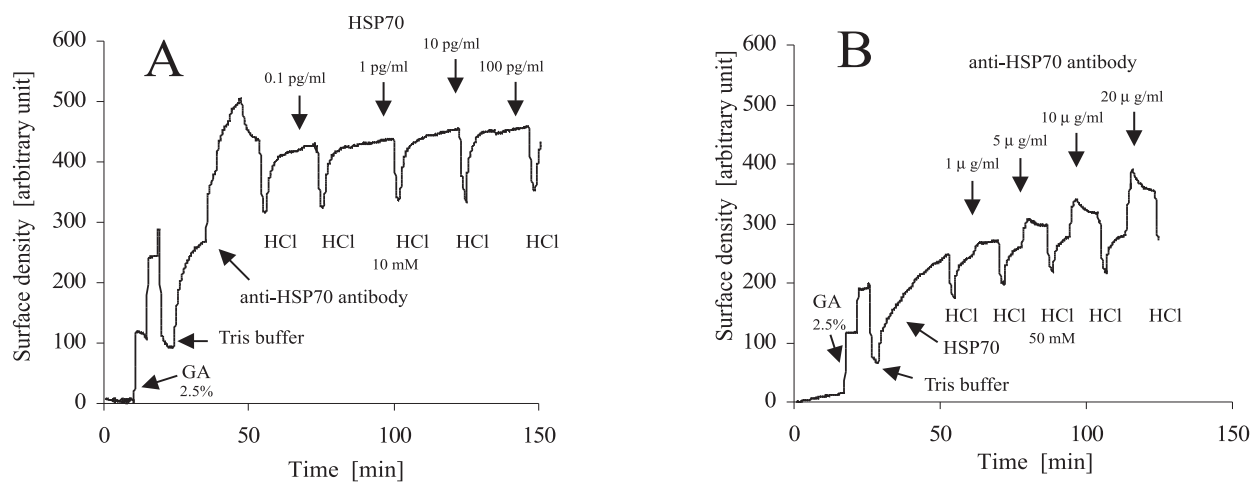 HSP70
A
600
500
400
300
200
100
0
Surface density [arbitrary unit]
0.1 pg/ml
1 pg/ml
10 pg/ml
100 pg/ml
HCl HCl HCl HCl HCl
10 mM
anti-HSP70 antibody
Tris buffer
GA
2.5%
0 50 100 150
Time [min]
B
anti-HSP70 antibody
600
500
400
300
200
100
0
Surface density [arbitrary unit]
1 μ g/ml
5 μ g/ml
10 μ g/ml
20 μ g/ml
GA
2.5%
HCl HCl HCl HCl HCl
50 mM
HSP70
Tris buffer
0 50 100 150
Time [min]